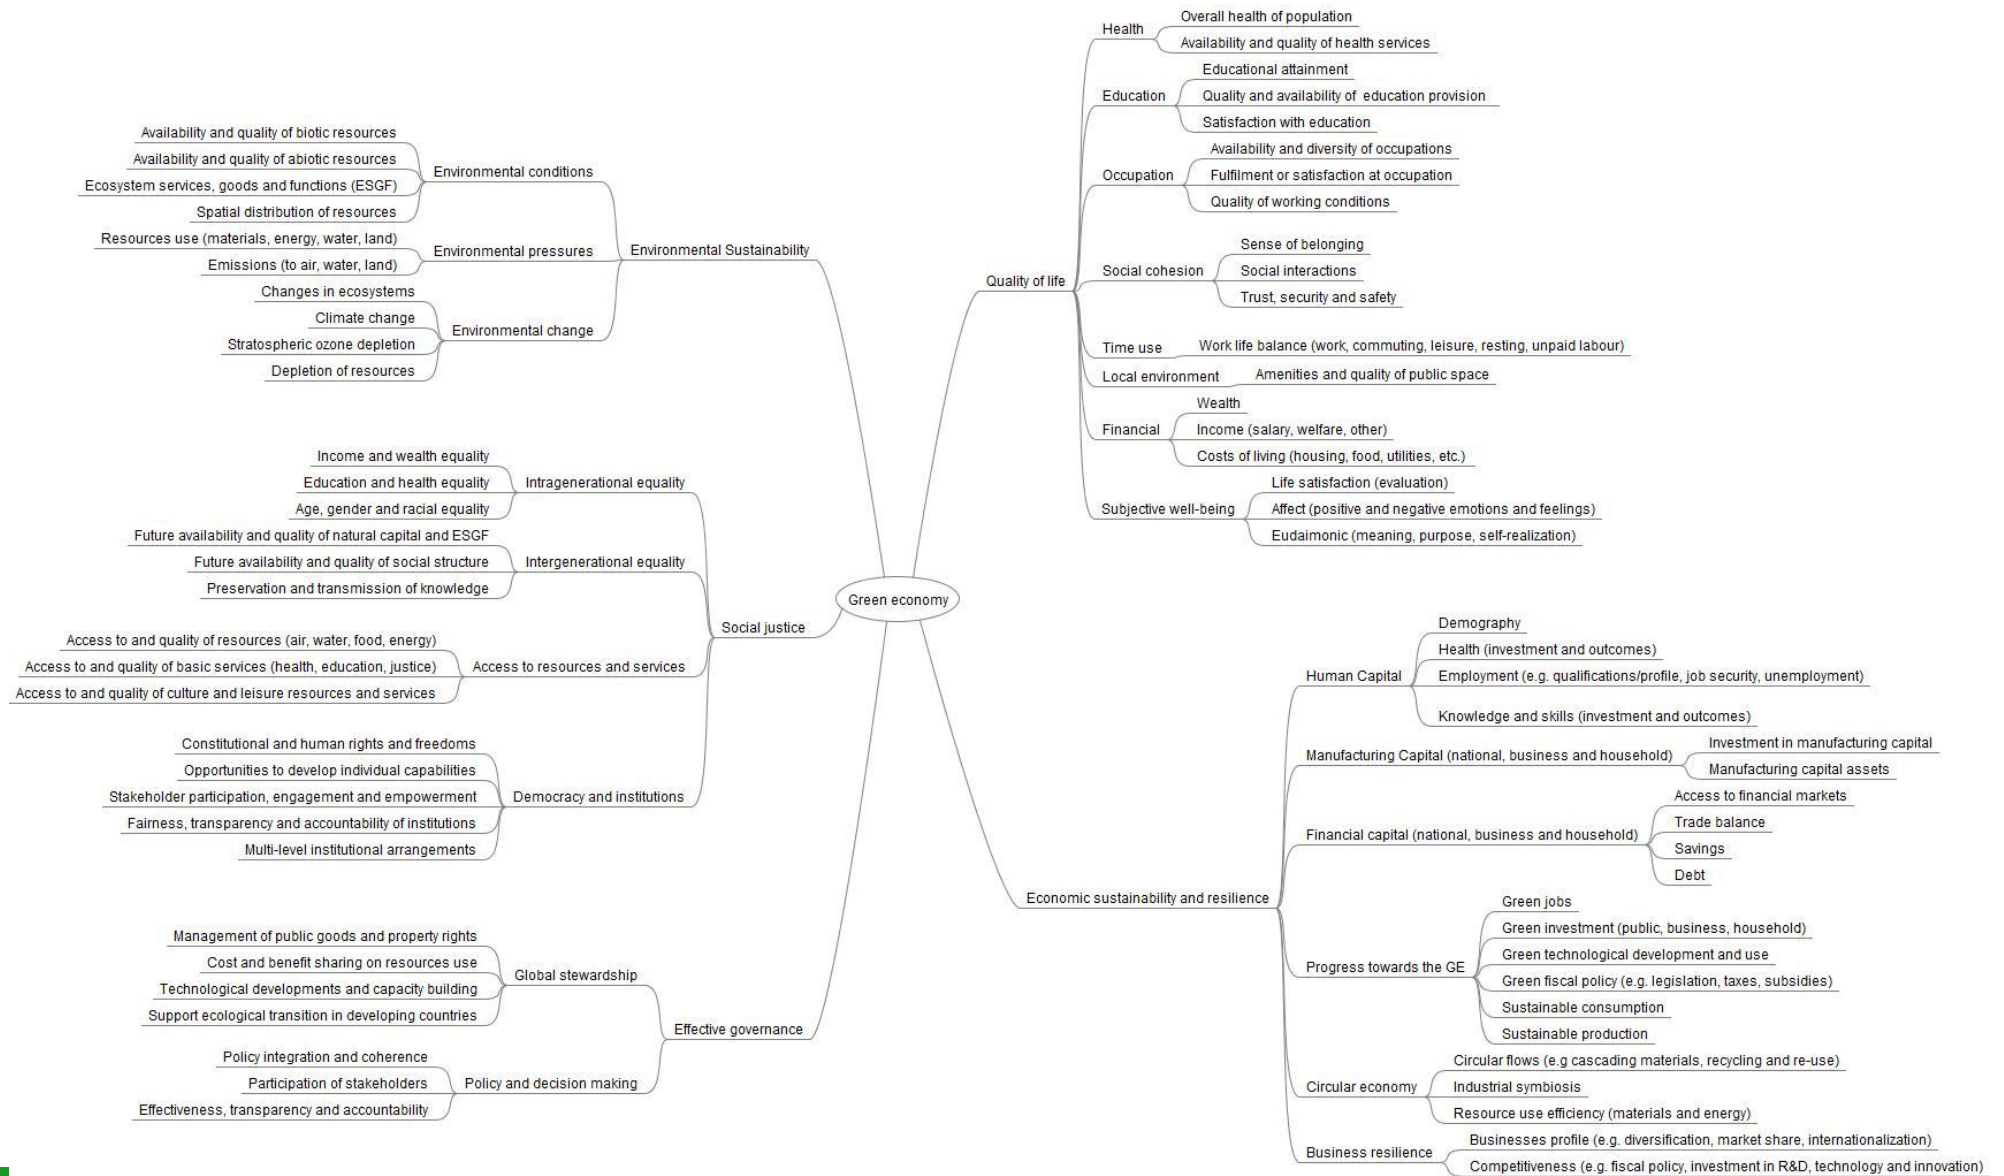 Green economy
Environmental Sustainability
Environmental conditions
Availability and quality of biotic resources
Availability and quality of abiotic resources
Ecosystem services, goods and functions (ESGF)
Spatial distribution of resources
Environmental pressures
Resources use (materials, energy, water, land)
Emissions (to air, water, land)
Environmental change
Changes in ecosystems
Climate change
Stratospheric ozone depletion
Depletion of resources
Social justice
Intragenerational equality
Income and wealth equality
Education and health equality
Age, gender and racial equality
Intergenerational equality
Future availability and quality of natural capital and ESGF
Future availability and quality of social structure
Preservation and transmission of knowledge
Access to resources and services
Access to and quality of resources (air, water, food, energy)
Access to and quality of basic services (health, education, justice)
Access to and quality of culture and leisure resources and services
Democracy and institutions
Constitutional and human rights and freedoms
Opportunities to develop individual capabilities
Stakeholder participation, engagement and empowerment
Fairness, transparency and accountability of institutions
Multi-level institutional arrangements
Effective governance
Global stewardship
Management of public goods and property rights
Cost and benefit sharing on resources use
Technological developments and capacity building
Support ecological transition in developing countries
Policy and decision making
Policy integration and coherence
Participation of stakeholders
Effectiveness, transparency and accountability
Quality of life
Health
Overall health of population
Availability and quality of health services
Education
Educational attainment
Quality and availability of education provision
Satisfaction with education
Occupation
Availability and diversity of occupations
Fulfilment or satisfaction at occupation
Quality of working conditions
Social cohesion
Sense of belonging
Social interactions
Trust, security and safety
Time use
Work life balance (work, commuting, leisure, resting, unpaid labour)
Local environment
Amenities and quality of public space
Financial
Wealth
Income (salary, welfare, other)
Costs of living (housing, food, utilities, etc.)
Subjective well-being
Life satisfaction (evaluation)
Affect (positive and negative emotions and feelings)
Eudaimonic (meaning, purpose, self-realization)
Economic sustainability and resilience
Human Capital
Demography
Health (investment and outcomes)
Employment (e.g. qualifications/profile, job security, unemployment)
Knowledge and skills (investment and outcomes)
Manufacturing Capital (national, business and household)
Investment in manufacturing capital
Manufacturing capital assets
Financial capital (national, business and household)
Access to financial markets
Trade balance
Savings
Debt
Progress towards the GE
Green jobs
Green investment (public, business, household)
Green technological development and use
Green fiscal policy (e.g. legislation, taxes, subsidies)
Sustainable consumption
Sustainable production
Circular economy
Circular flows (e.g cascading materials, recycling and re-use)
Industrial symbiosis
Resource use efficiency (materials and energy)
Business resilience
Businesses profile (e.g. diversification, market share, internationalization)
Competitiveness (e.g. fiscal policy, investment in R&D, technology and innovation)